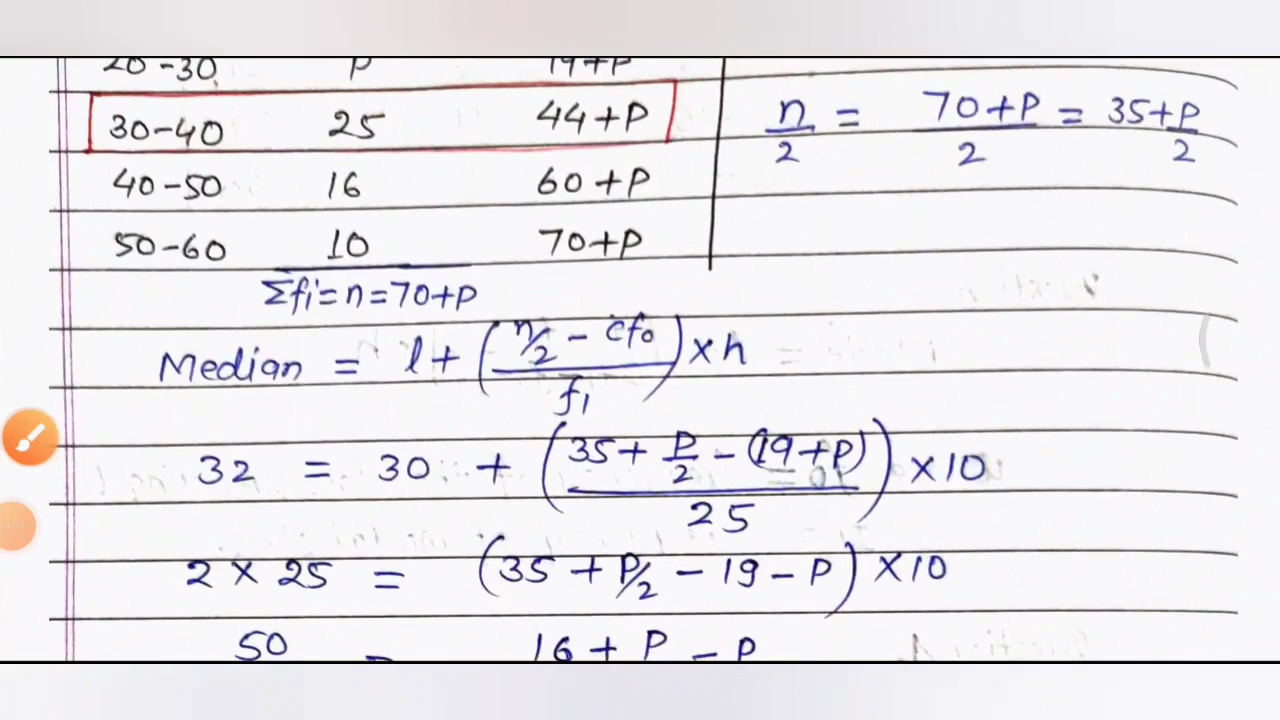 20-30 P 19+P
30-40 25 44+P
n/2 = 70+P/2 = 35+P/2
40-50 16 60+P
50-60 10 70+P
Σfi=n=70+P
Median = l+(n/2 - cfo/f1)×h
32 = 30 + (35+P/2-(19+P)/25)×10
2×25 = (35+P/2-19-P)×10
50 = 16+P-P